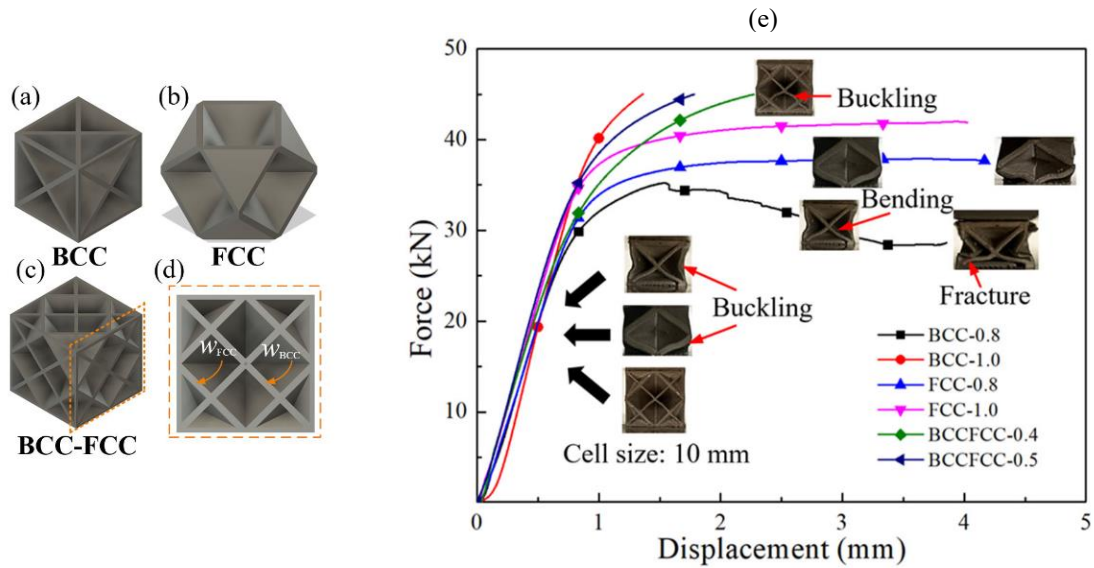 (a)
(b)
BCC
FCC
(c)
(d)
W_FCC
W_BCC
BCC-FCC
(e)
Force (kN)
50
40
30
20
10
0
0
1
2
3
4
5
Displacement (mm)
Buckling
Bending
Fracture
Buckling
Cell size: 10 mm
BCC-0.8
BCC-1.0
FCC-0.8
FCC-1.0
BCCFCC-0.4
BCCFCC-0.5